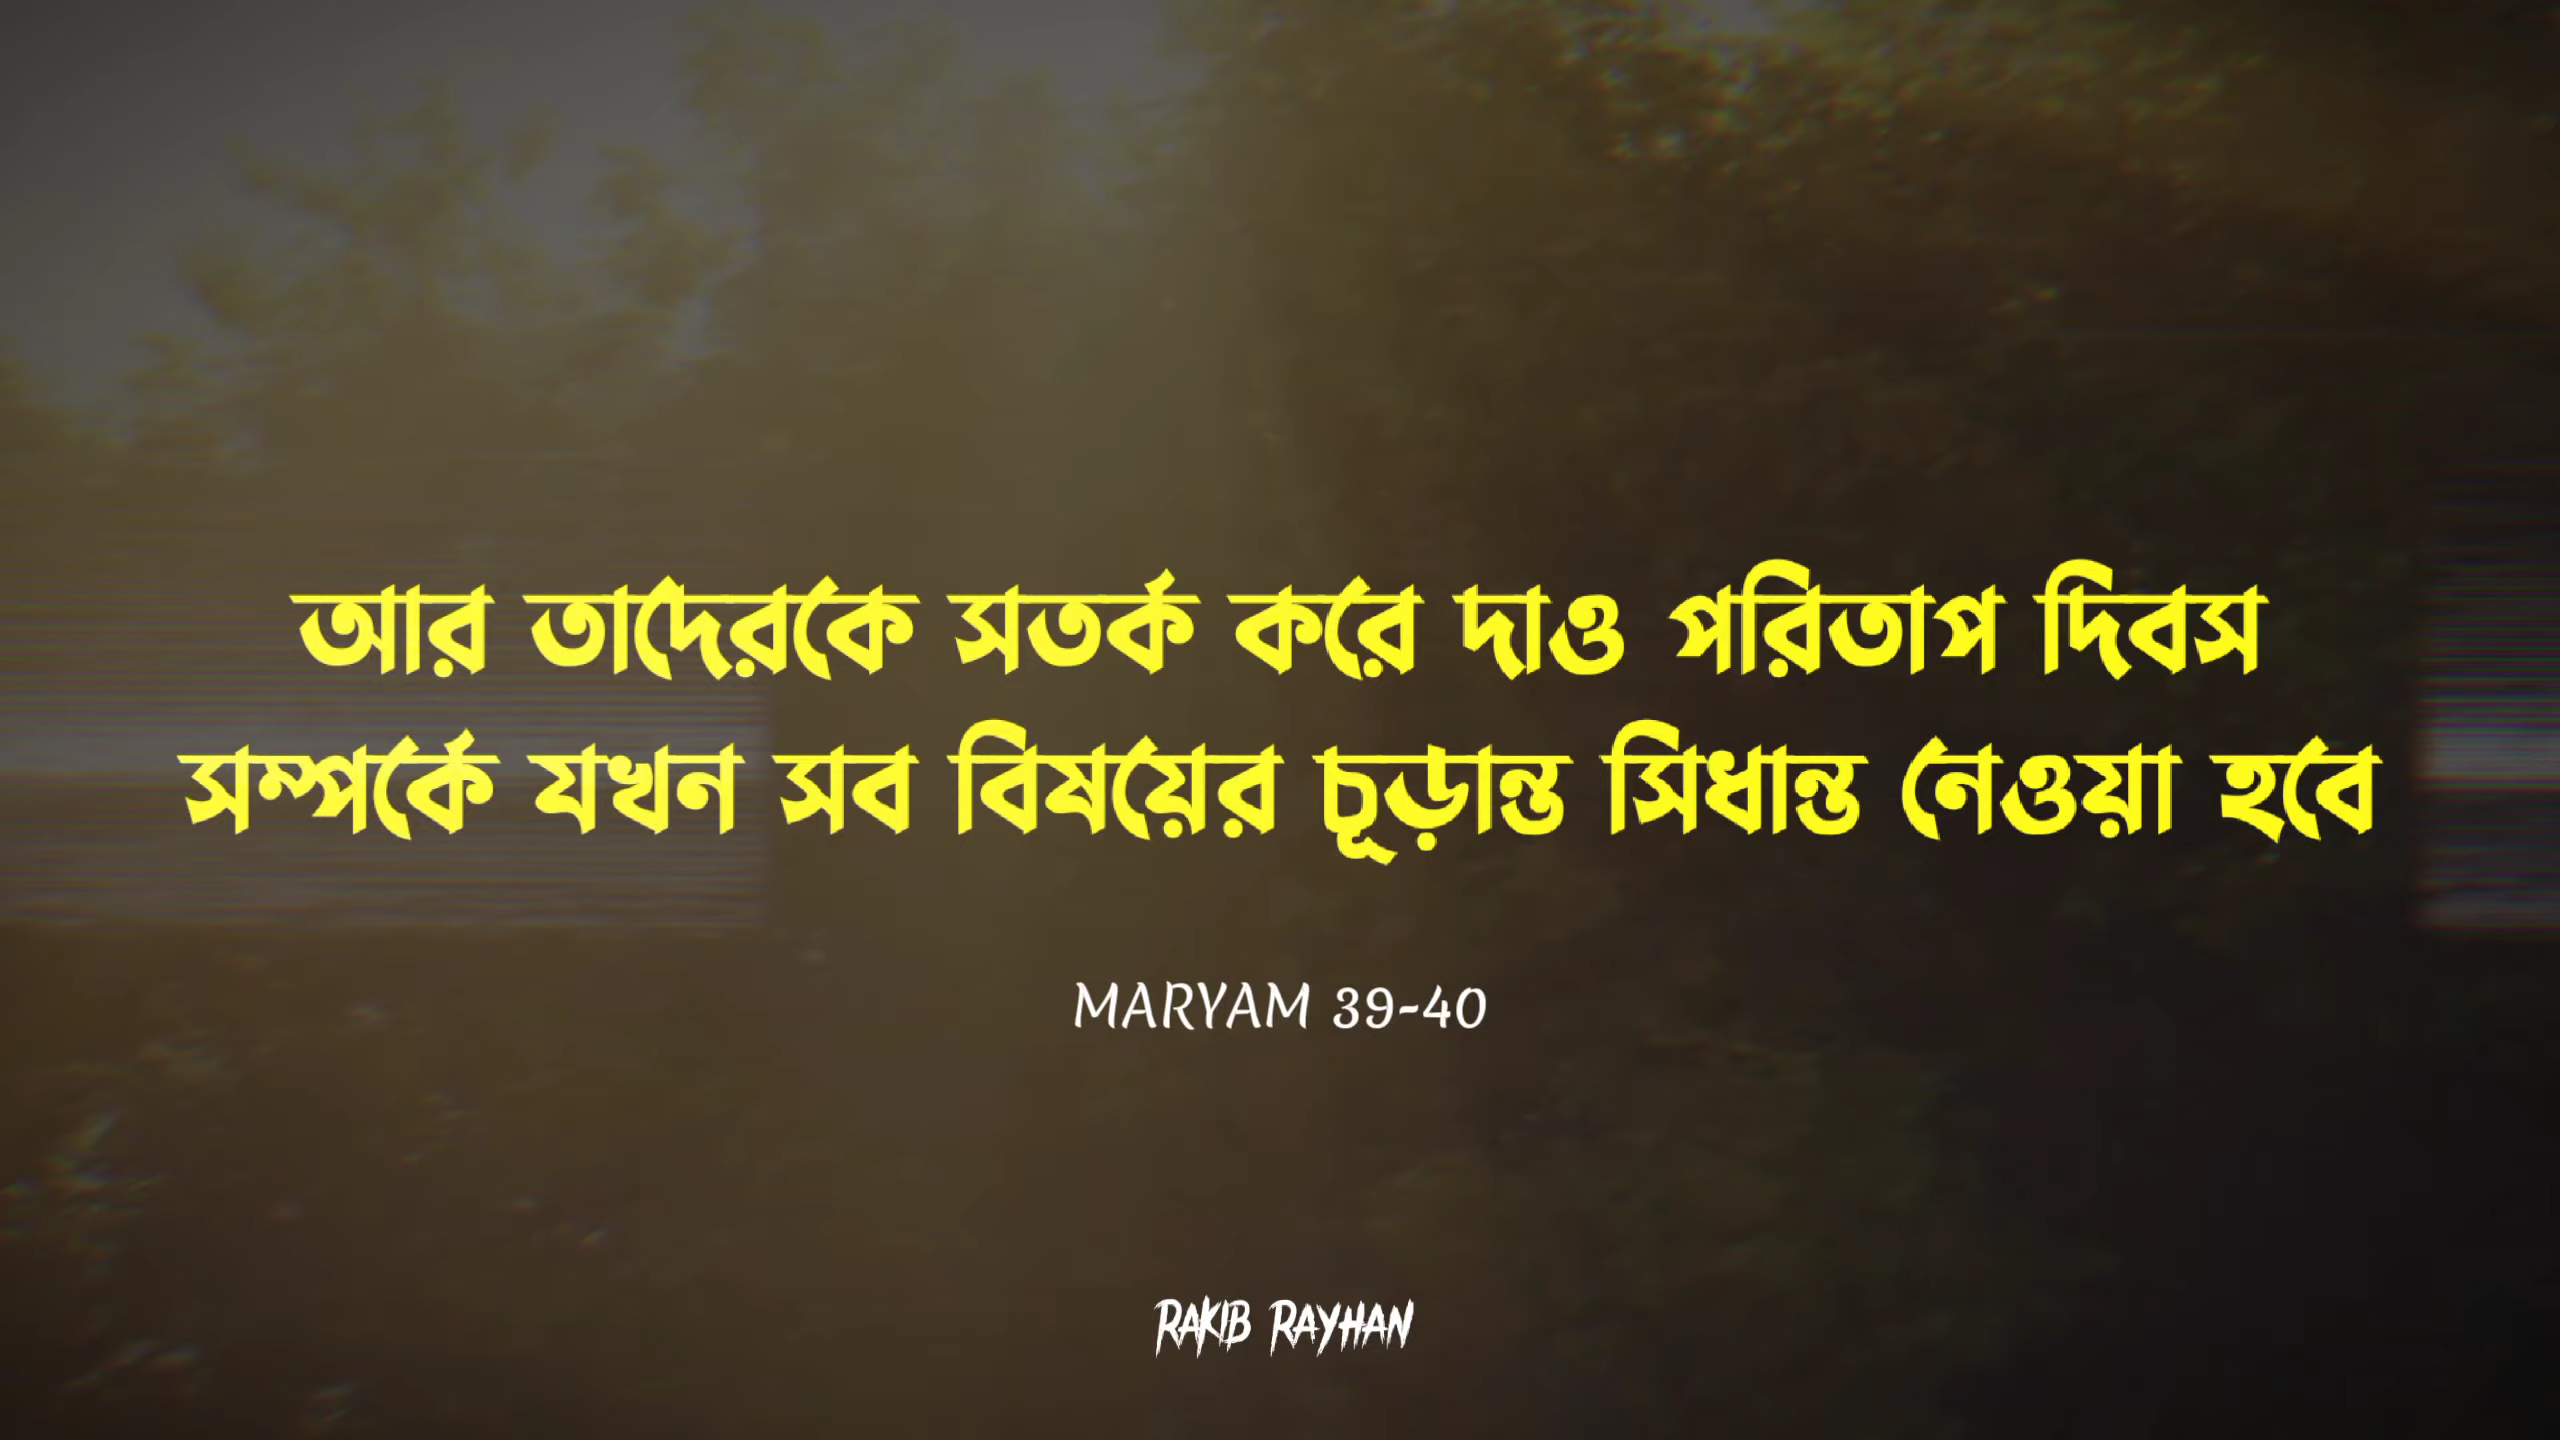 আর তাদেরকে সতর্ক করে দাও পরিতাপ দিবস
সম্পর্কে যখন সব বিষয়ের চূড়ান্ত সিধান্ত নেওয়া হবে
MARYAM 39-40
RAKIB RAYHAN